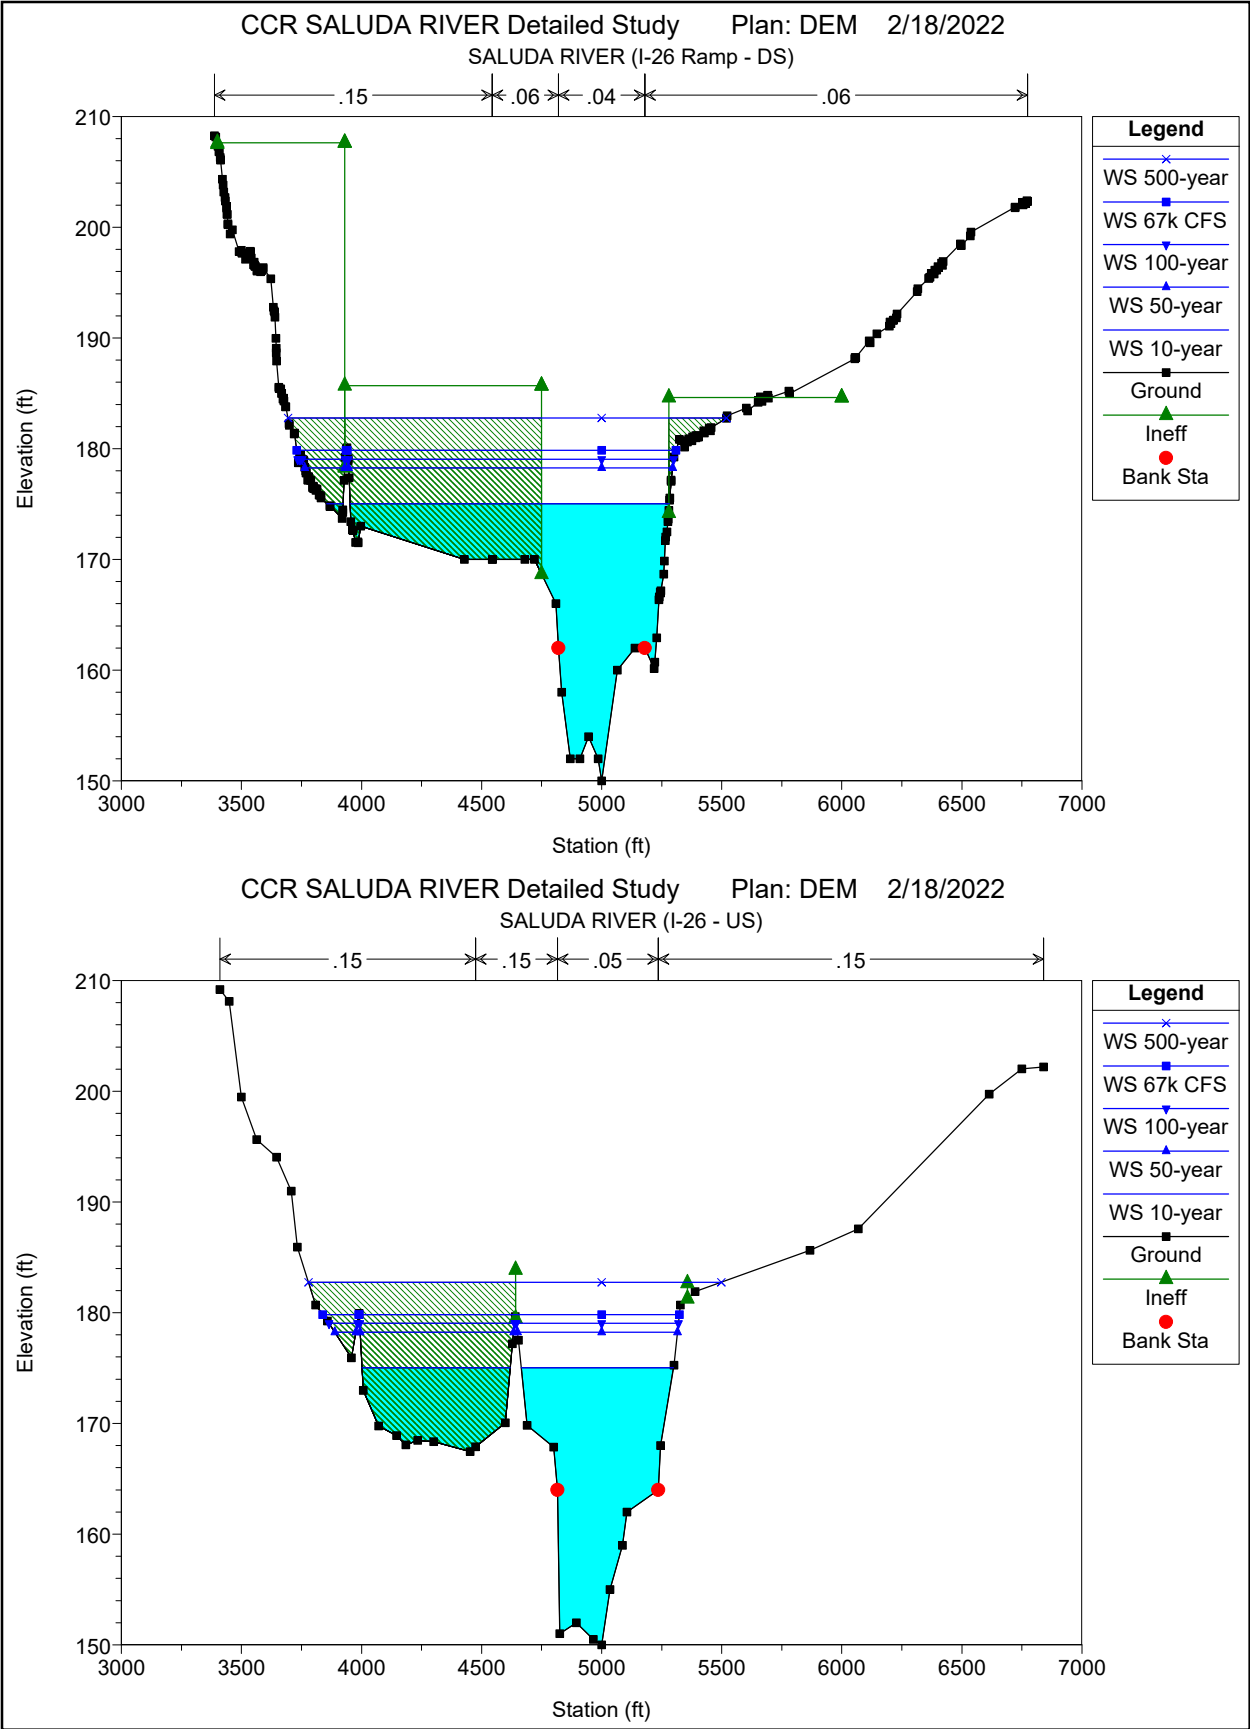 CCR SALUDA RIVER Detailed Study Plan: DEM 2/18/2022
SALUDA RIVER (I-26 Ramp - DS)
.15 .06 .04 .06
210
200
190
180
170
160
150
Elevation (ft)
3000 3500 4000 4500 5000 5500 6000 6500 7000
Station (ft)
Legend
WS 500-year
WS 67k CFS
WS 100-year
WS 50-year
WS 10-year
Ground
Ineff
Bank Sta
CCR SALUDA RIVER Detailed Study Plan: DEM 2/18/2022
SALUDA RIVER (I-26 - US)
.15 .15 .05 .15
210
200
190
180
170
160
150
Elevation (ft)
3000 3500 4000 4500 5000 5500 6000 6500 7000
Station (ft)
Legend
WS 500-year
WS 67k CFS
WS 100-year
WS 50-year
WS 10-year
Ground
Ineff
Bank Sta